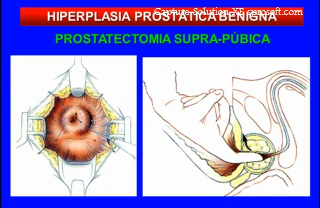 HIPERPLASIA PROSTÁTICA BENIGNA
PROSTATECTOMIA SUPRA-PÚBICA